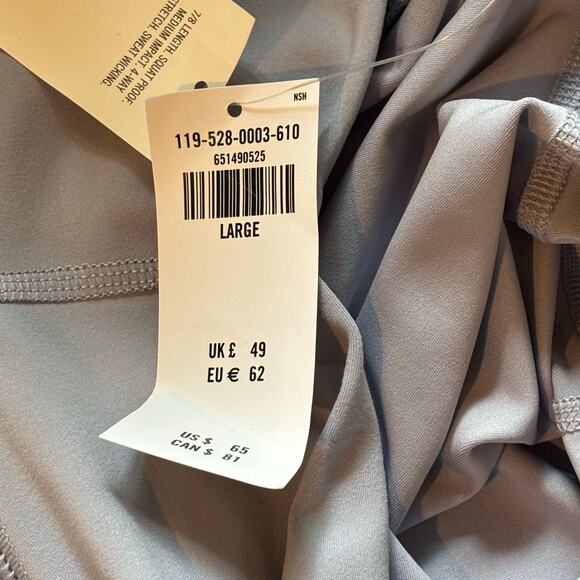 7/8 LENGTH. SQUAT PROOF.
MEDIUM IMPACT. 4-WAY
STRETCH. SWEAT WICKING
NSH
119-528-0003-610
651490525
LARGE
UK £ 49
EU € 62
US $ 65
CAN $ 81